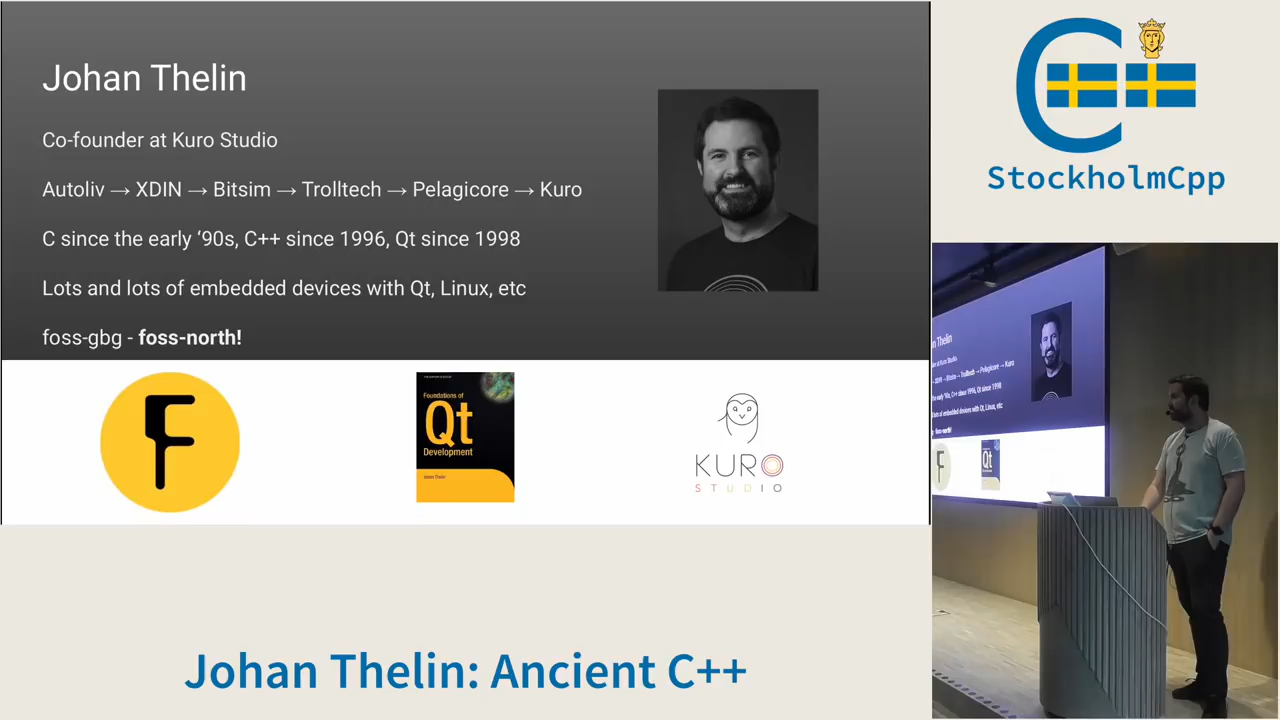 Johan Thelin
Co-founder at Kuro Studio
Autoliv → XDIN → Bitsim → Trolltech → Pelagicore → Kuro
C since the early ‘90s, C++ since 1996, Qt since 1998
Lots and lots of embedded devices with Qt, Linux, etc
foss-gbg - foss-north!
Foundations of
Qt
Development
Johan Thelin
KURO
STUDIO
StockholmCpp
Johan Thelin: Ancient C++